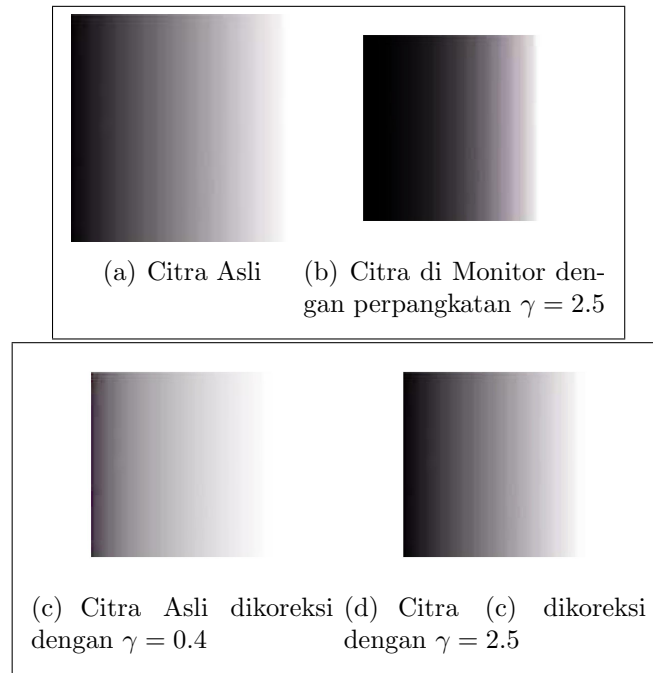 (a) Citra Asli
(b) Citra di Monitor den-
gan perpangkatan γ = 2.5
(c) Citra Asli dikoreksi
dengan γ = 0.4
(d) Citra (c) dikoreksi
dengan γ = 2.5